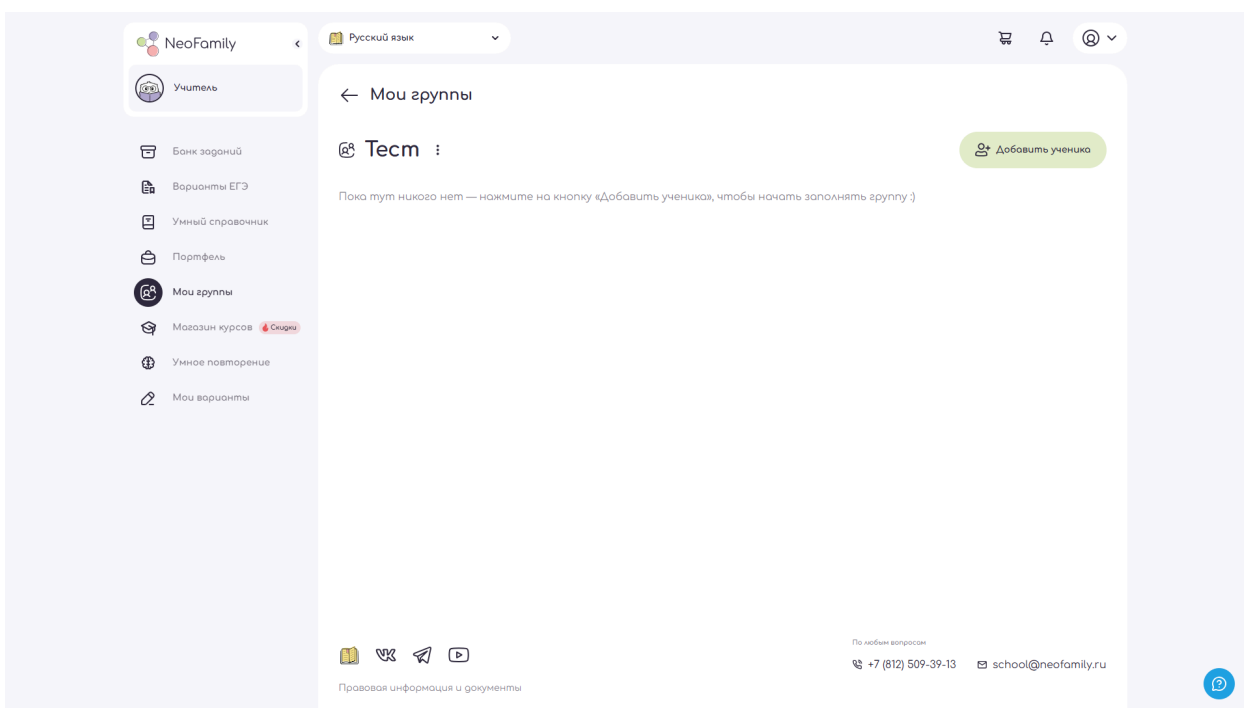 NeoFamily
Русский язык
Учитель
Мои группы
Банк заданий
Варианты ЕГЭ
Умный справочник
Портфель
Мои группы
Магазин курсов Скидки
Умное повторение
Мои варианты
Тест
Добавить ученика
Пока тут никого нет — нажмите на кнопку «Добавить ученика», чтобы начать заполнять группу :)
По любым вопросам
+7 (812) 509-39-13 school@neofamily.ru
Правовая информация и документы